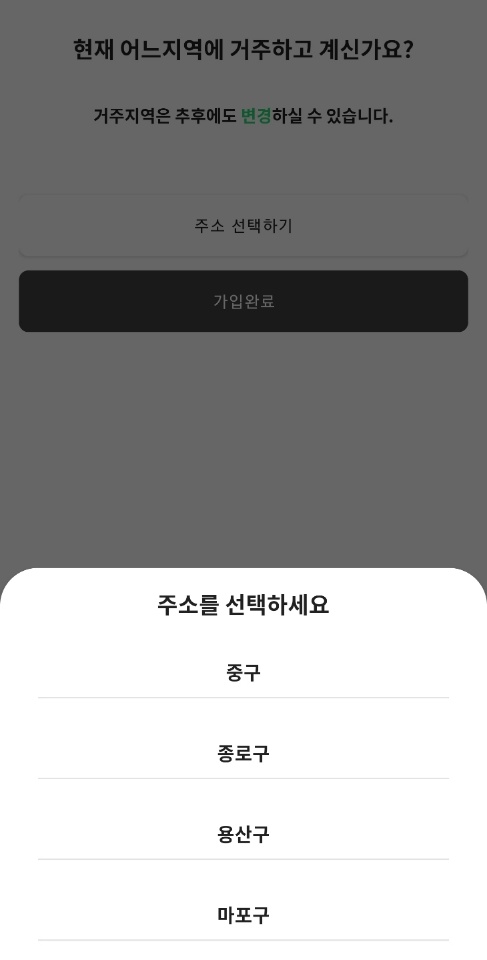 현재 어느지역에 거주하고 계신가요?
거주지역은 추후에도 변경하실 수 있습니다.
주소 선택하기
가입완료
주소를 선택하세요
중구
종로구
용산구
마포구